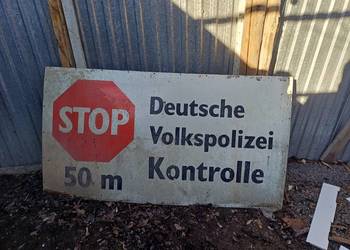 STOP
50 m
Deutsche
Volkspolizei
Kontrolle